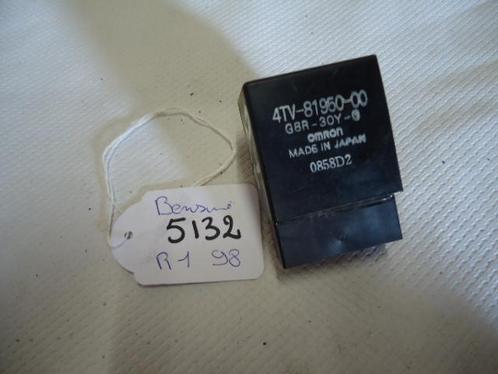 4TV-81950-00
G8R-30Y-
OMRON
MADE IN JAPAN
0858D2
5132
R1 98